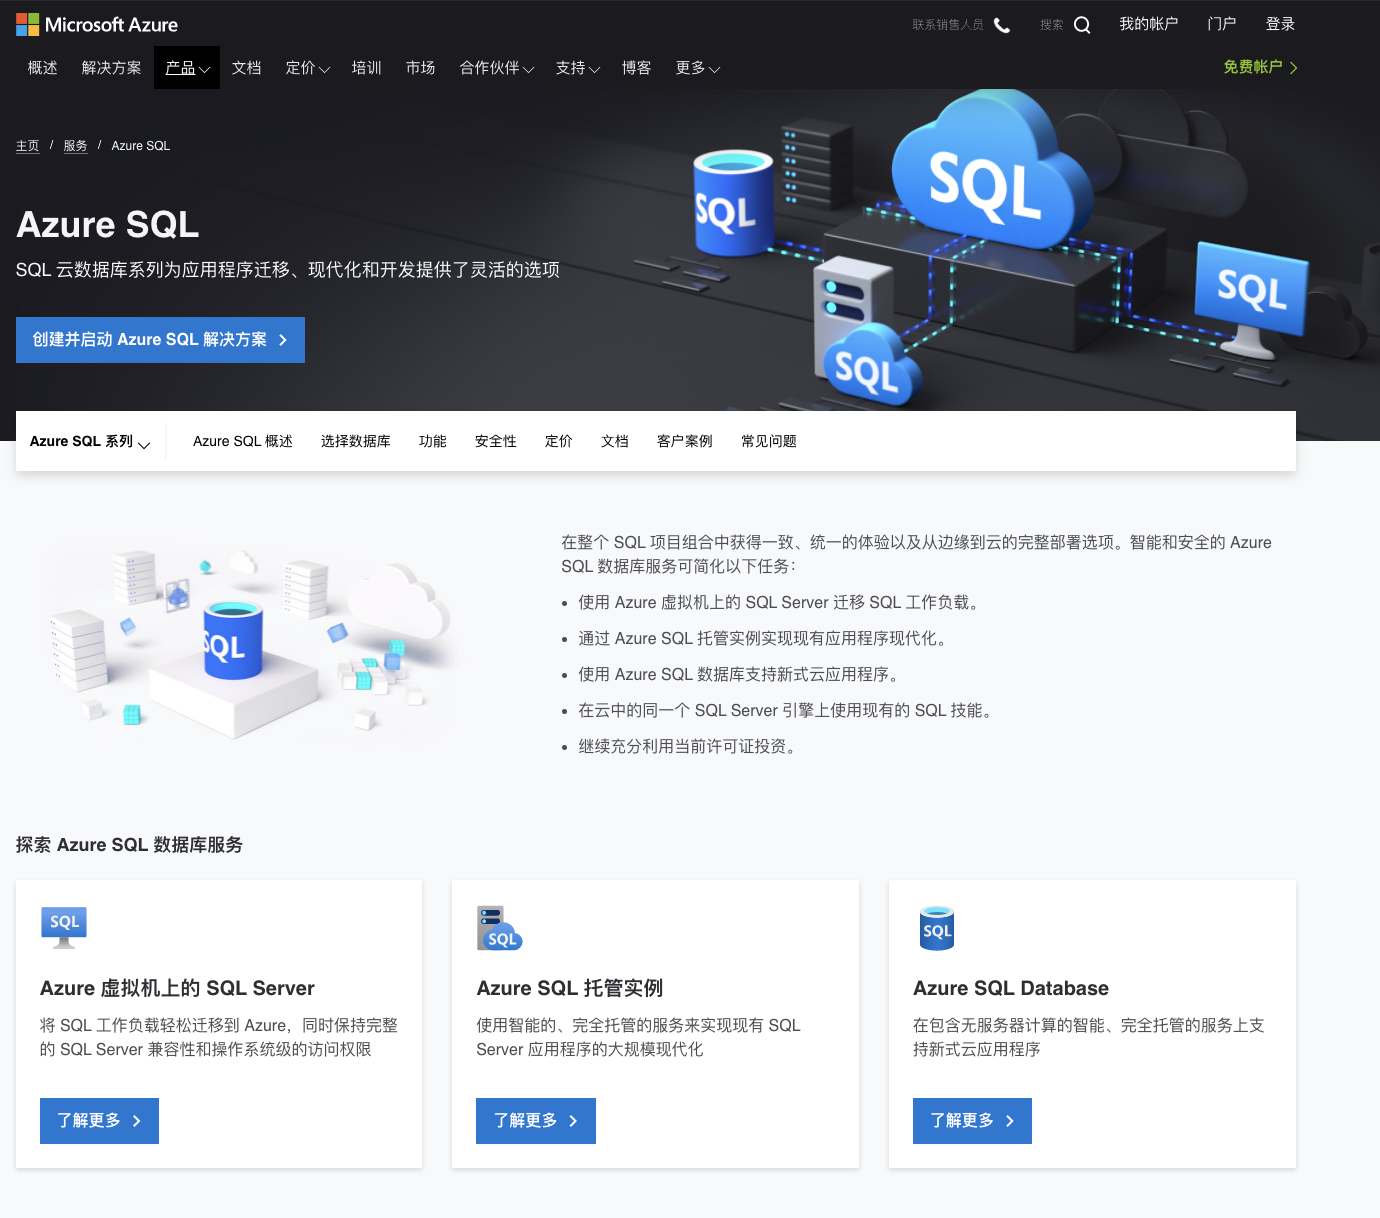 Microsoft Azure
联系销售人员 搜索 我的帐户 门户 登录
概述 解决方案 产品 文档 定价 培训 市场 合作伙伴 支持 博客 更多 免费帐户
主页 / 服务 / Azure SQL
Azure SQL
SQL 云数据库系列为应用程序迁移、现代化和开发提供了灵活的选项
创建并启动 Azure SQL 解决方案
SQL
SQL
SQL
SQL
Azure SQL 系列 Azure SQL 概述 选择数据库 功能 安全性 定价 文档 客户案例 常见问题
SQL
在整个 SQL 项目组合中获得一致、统一的体验以及从边缘到云的完整部署选项。智能和安全的 Azure
SQL 数据库服务可简化以下任务：
• 使用 Azure 虚拟机上的 SQL Server 迁移 SQL 工作负载。
• 通过 Azure SQL 托管实例实现现有应用程序现代化。
• 使用 Azure SQL 数据库支持新式云应用程序。
• 在云中的同一个 SQL Server 引擎上使用现有的 SQL 技能。
• 继续充分利用当前许可证投资。
探索 Azure SQL 数据库服务
SQL
Azure 虚拟机上的 SQL Server
将 SQL 工作负载轻松迁移到 Azure，同时保持完整
的 SQL Server 兼容性和操作系统级的访问权限
了解更多
SQL
Azure SQL 托管实例
使用智能的、完全托管的服务来实现现有 SQL
Server 应用程序的大规模现代化
了解更多
SQL
Azure SQL Database
在包含无服务器计算的智能、完全托管的服务上支
持新式云应用程序
了解更多